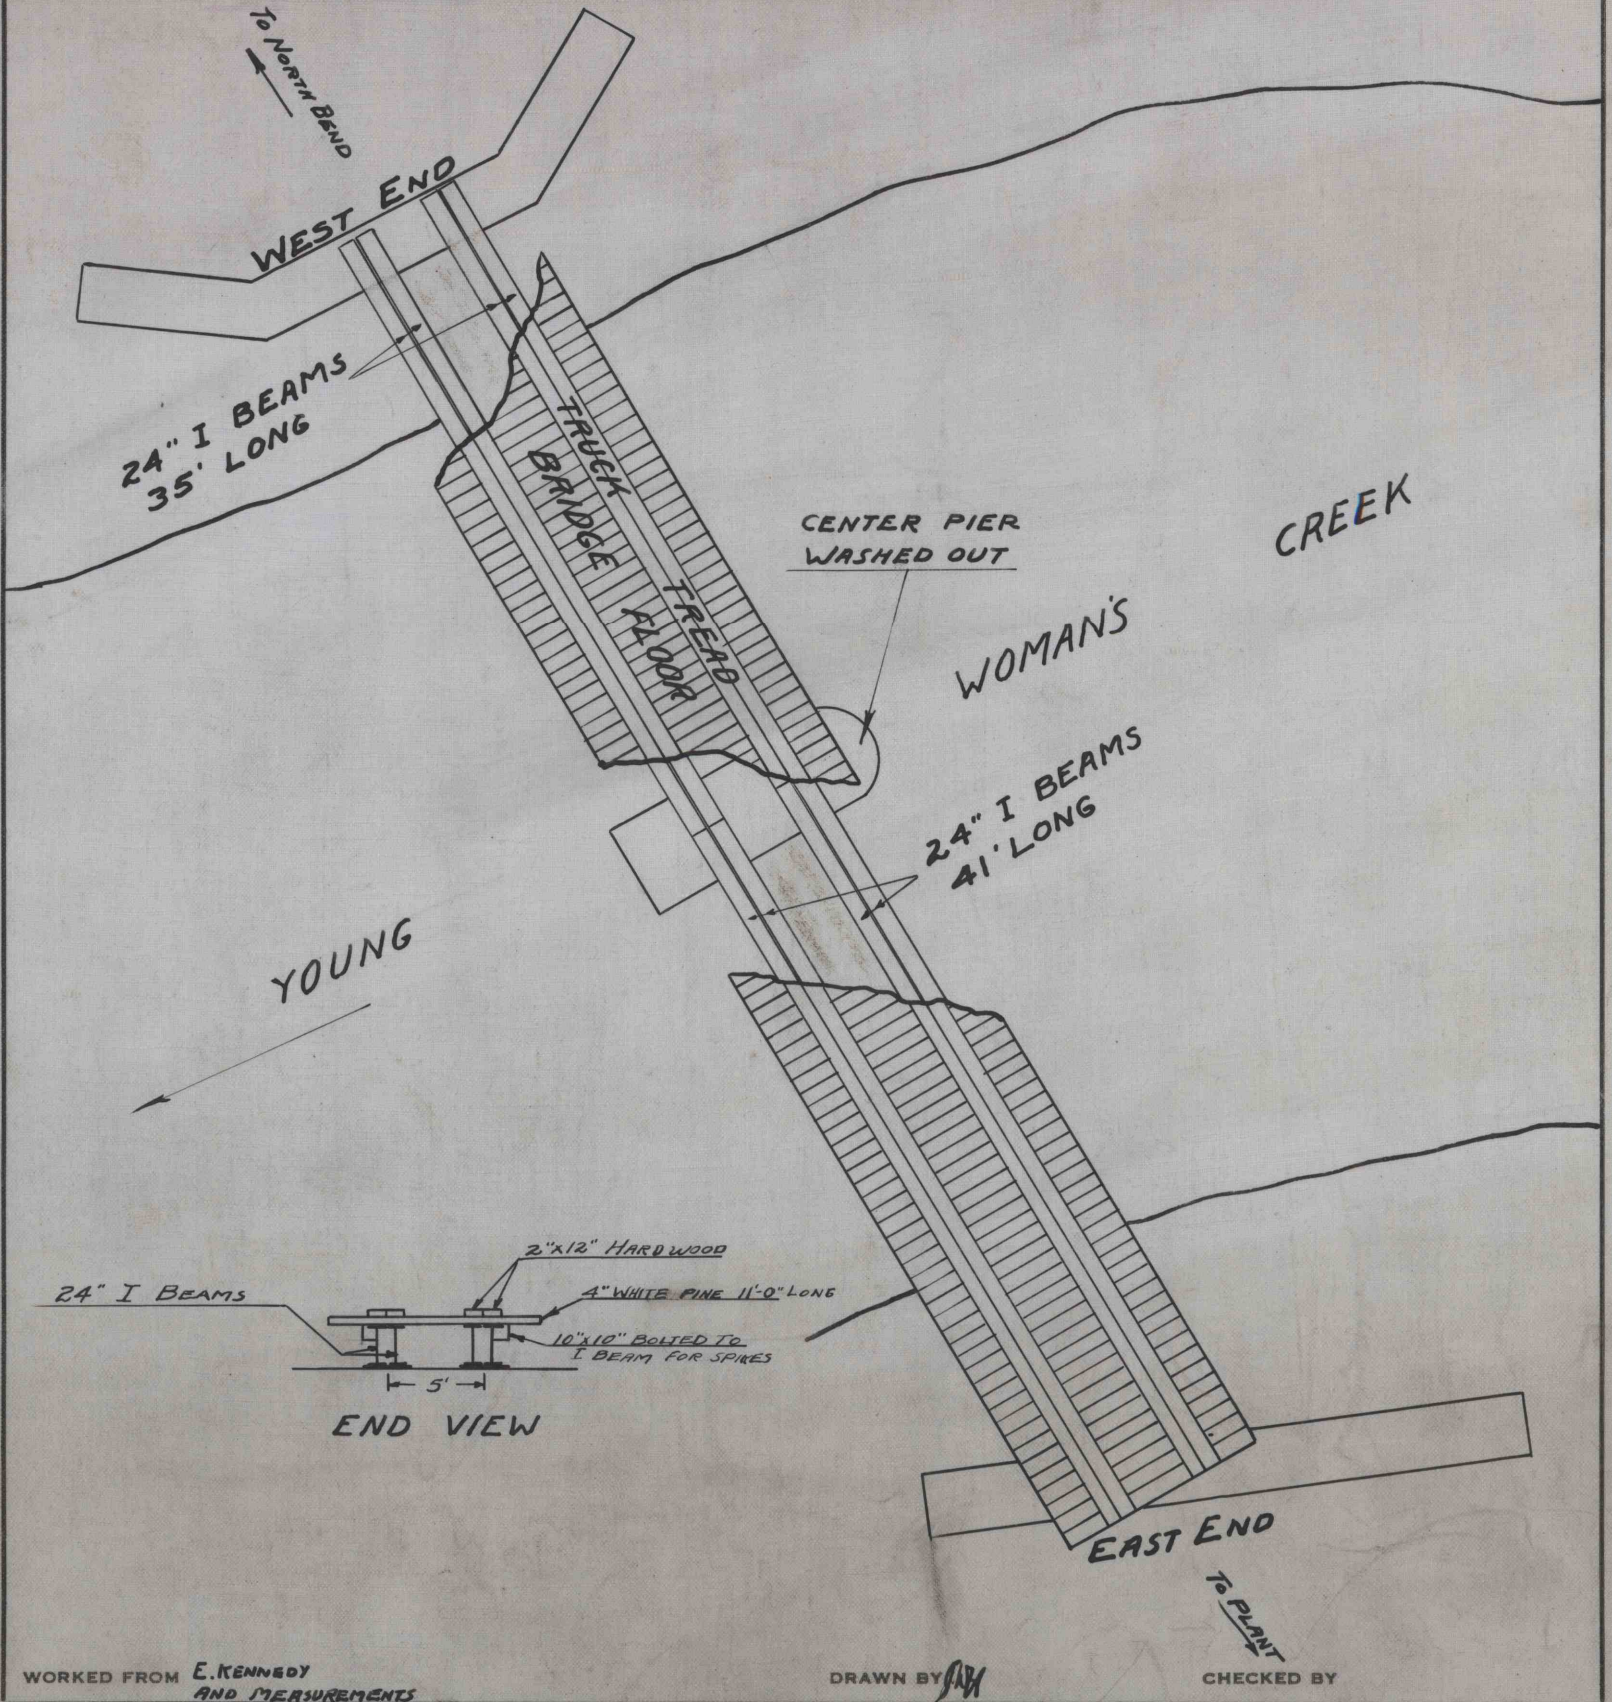 To NORTH BEND
WEST END
24" I BEAMS
35' LONG
TRUCK TREAD
BRIDGE FLOOR
CENTER PIER
WASHED OUT
CREEK
WOMAN'S
24" I BEAMS
41' LONG
YOUNG
2"x12" HARDWOOD
24" I BEAMS
4" WHITE PINE 11'-0" LONG
10"x10" BOLTED TO
I BEAM FOR SPIKES
5'
END VIEW
EAST END
To PLANT
WORKED FROM E. KENNEDY
AND MEASUREMENTS
DRAWN BY
CHECKED BY